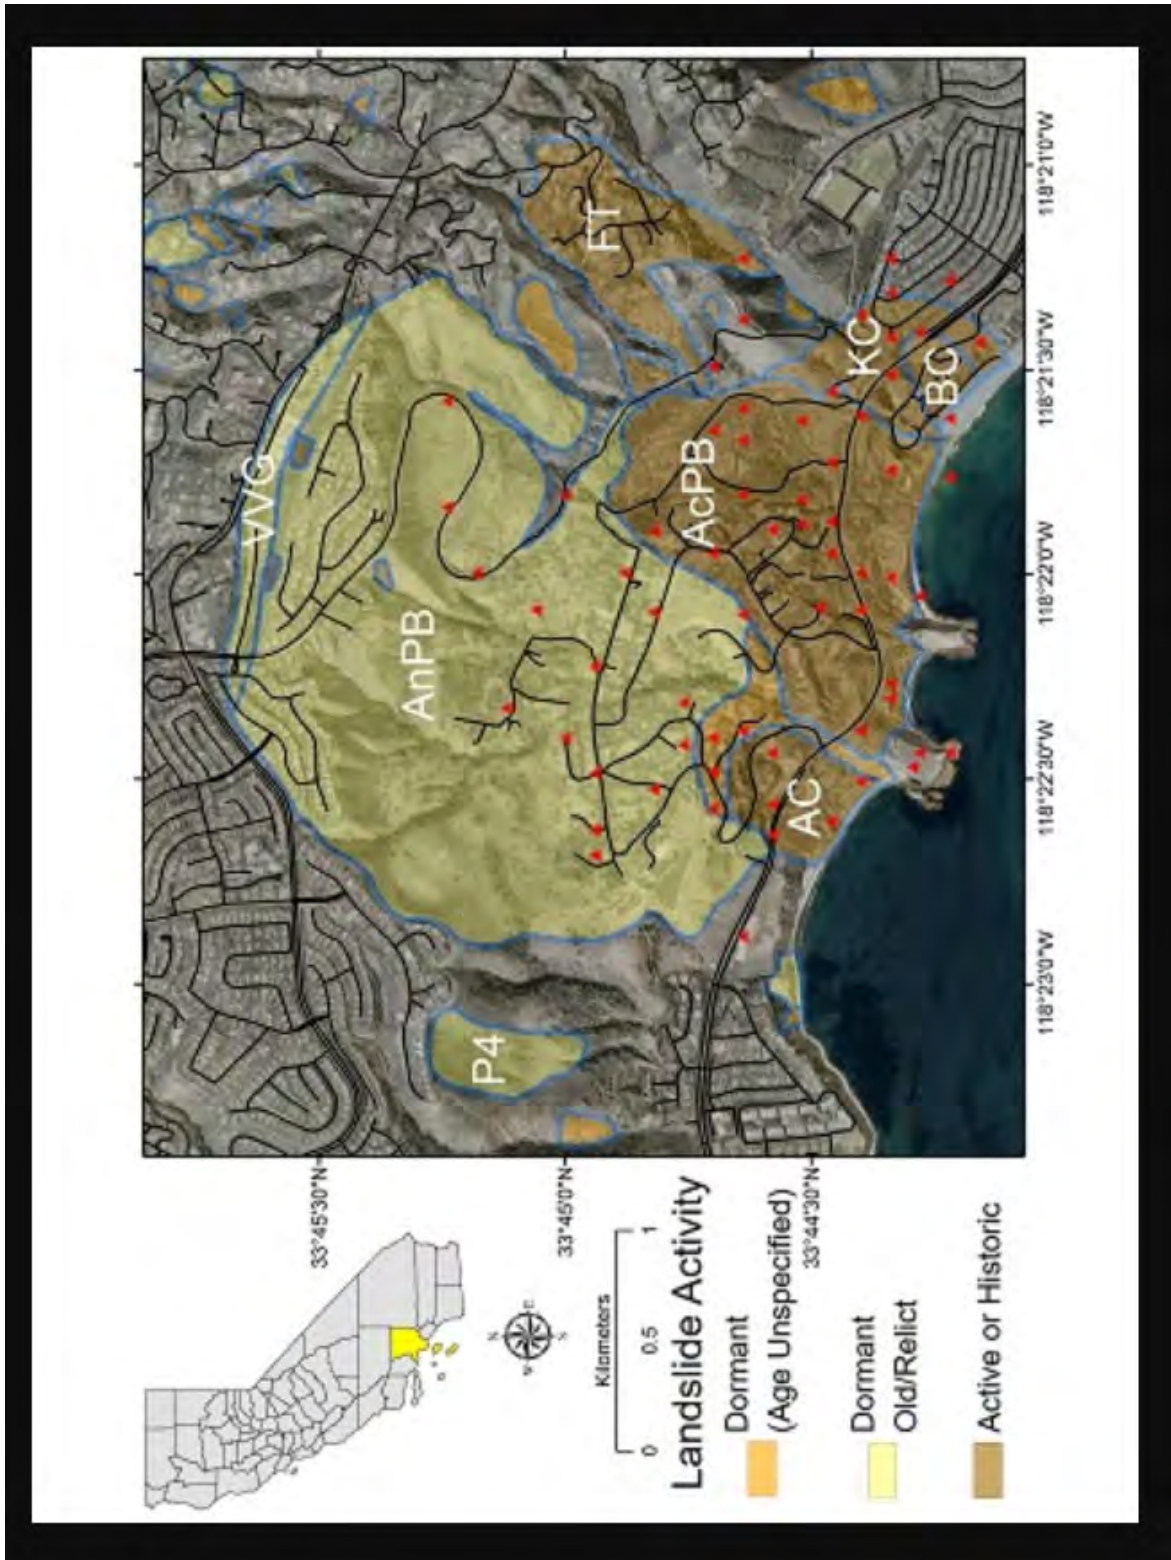 VVG
AnPB
P4
FT
AcPB
KC
BC
AC
118°23'0"W
118°22'30"W
118°22'0"W
118°21'30"W
118°21'0"W
33°45'30"N
33°45'0"N
33°44'30"N
N
E
S
W
Kilometers
0
0.5
1
Landslide Activity
Dormant
(Age Unspecified)
Dormant
Old/Relict
Active or Historic